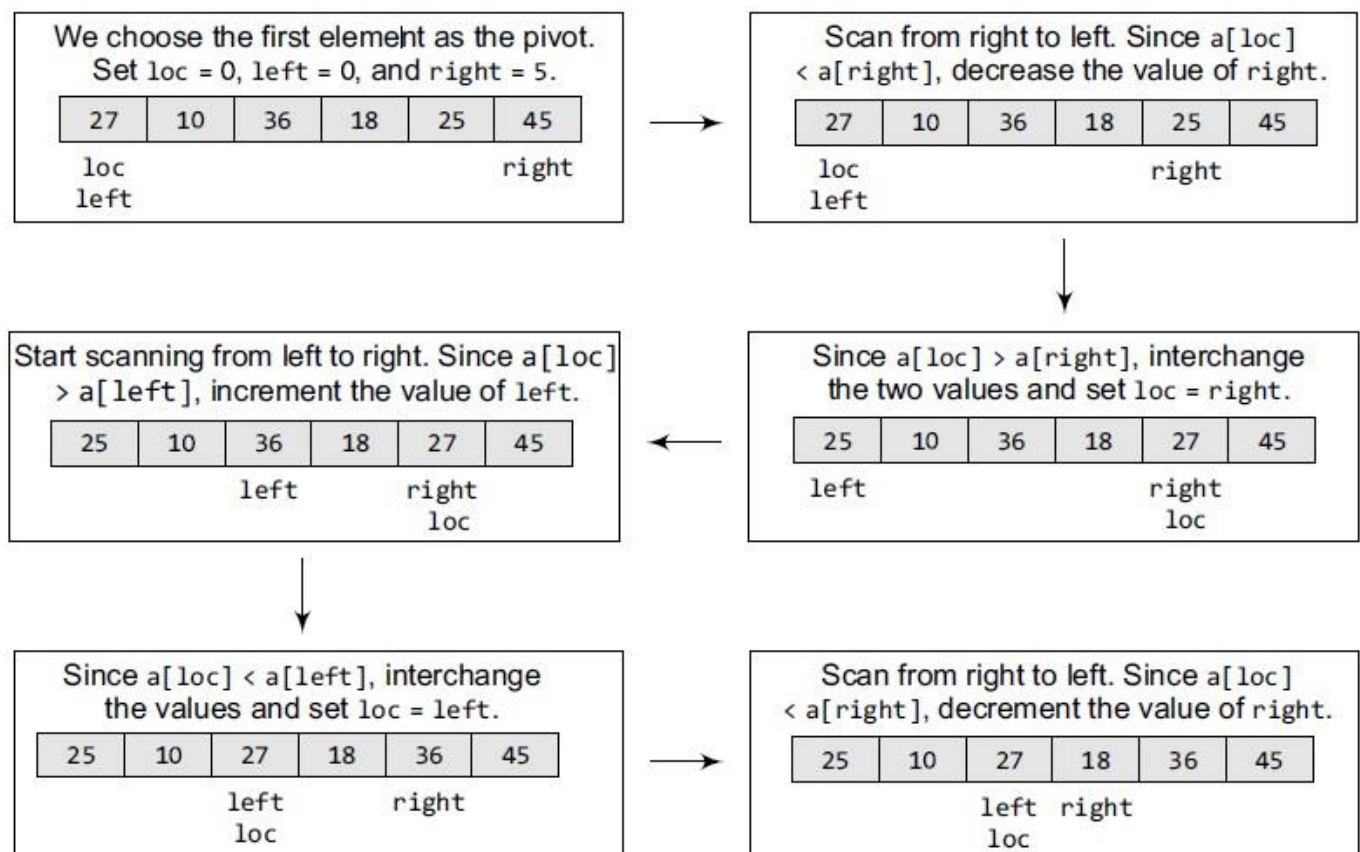 We choose the first element as the pivot.
Set loc = 0, left = 0, and right = 5.
27 10 36 18 25 45
loc right
left
Scan from right to left. Since a[loc]
< a[right], decrease the value of right.
27 10 36 18 25 45
loc right
left
Since a[loc] > a[right], interchange
the two values and set loc = right.
25 10 36 18 27 45
left right
loc
Start scanning from left to right. Since a[loc]
> a[left], increment the value of left.
25 10 36 18 27 45
left right
loc
Since a[loc] < a[left], interchange
the values and set loc = left.
25 10 27 18 36 45
left right
loc
Scan from right to left. Since a[loc]
< a[right], decrement the value of right.
25 10 27 18 36 45
left right
loc